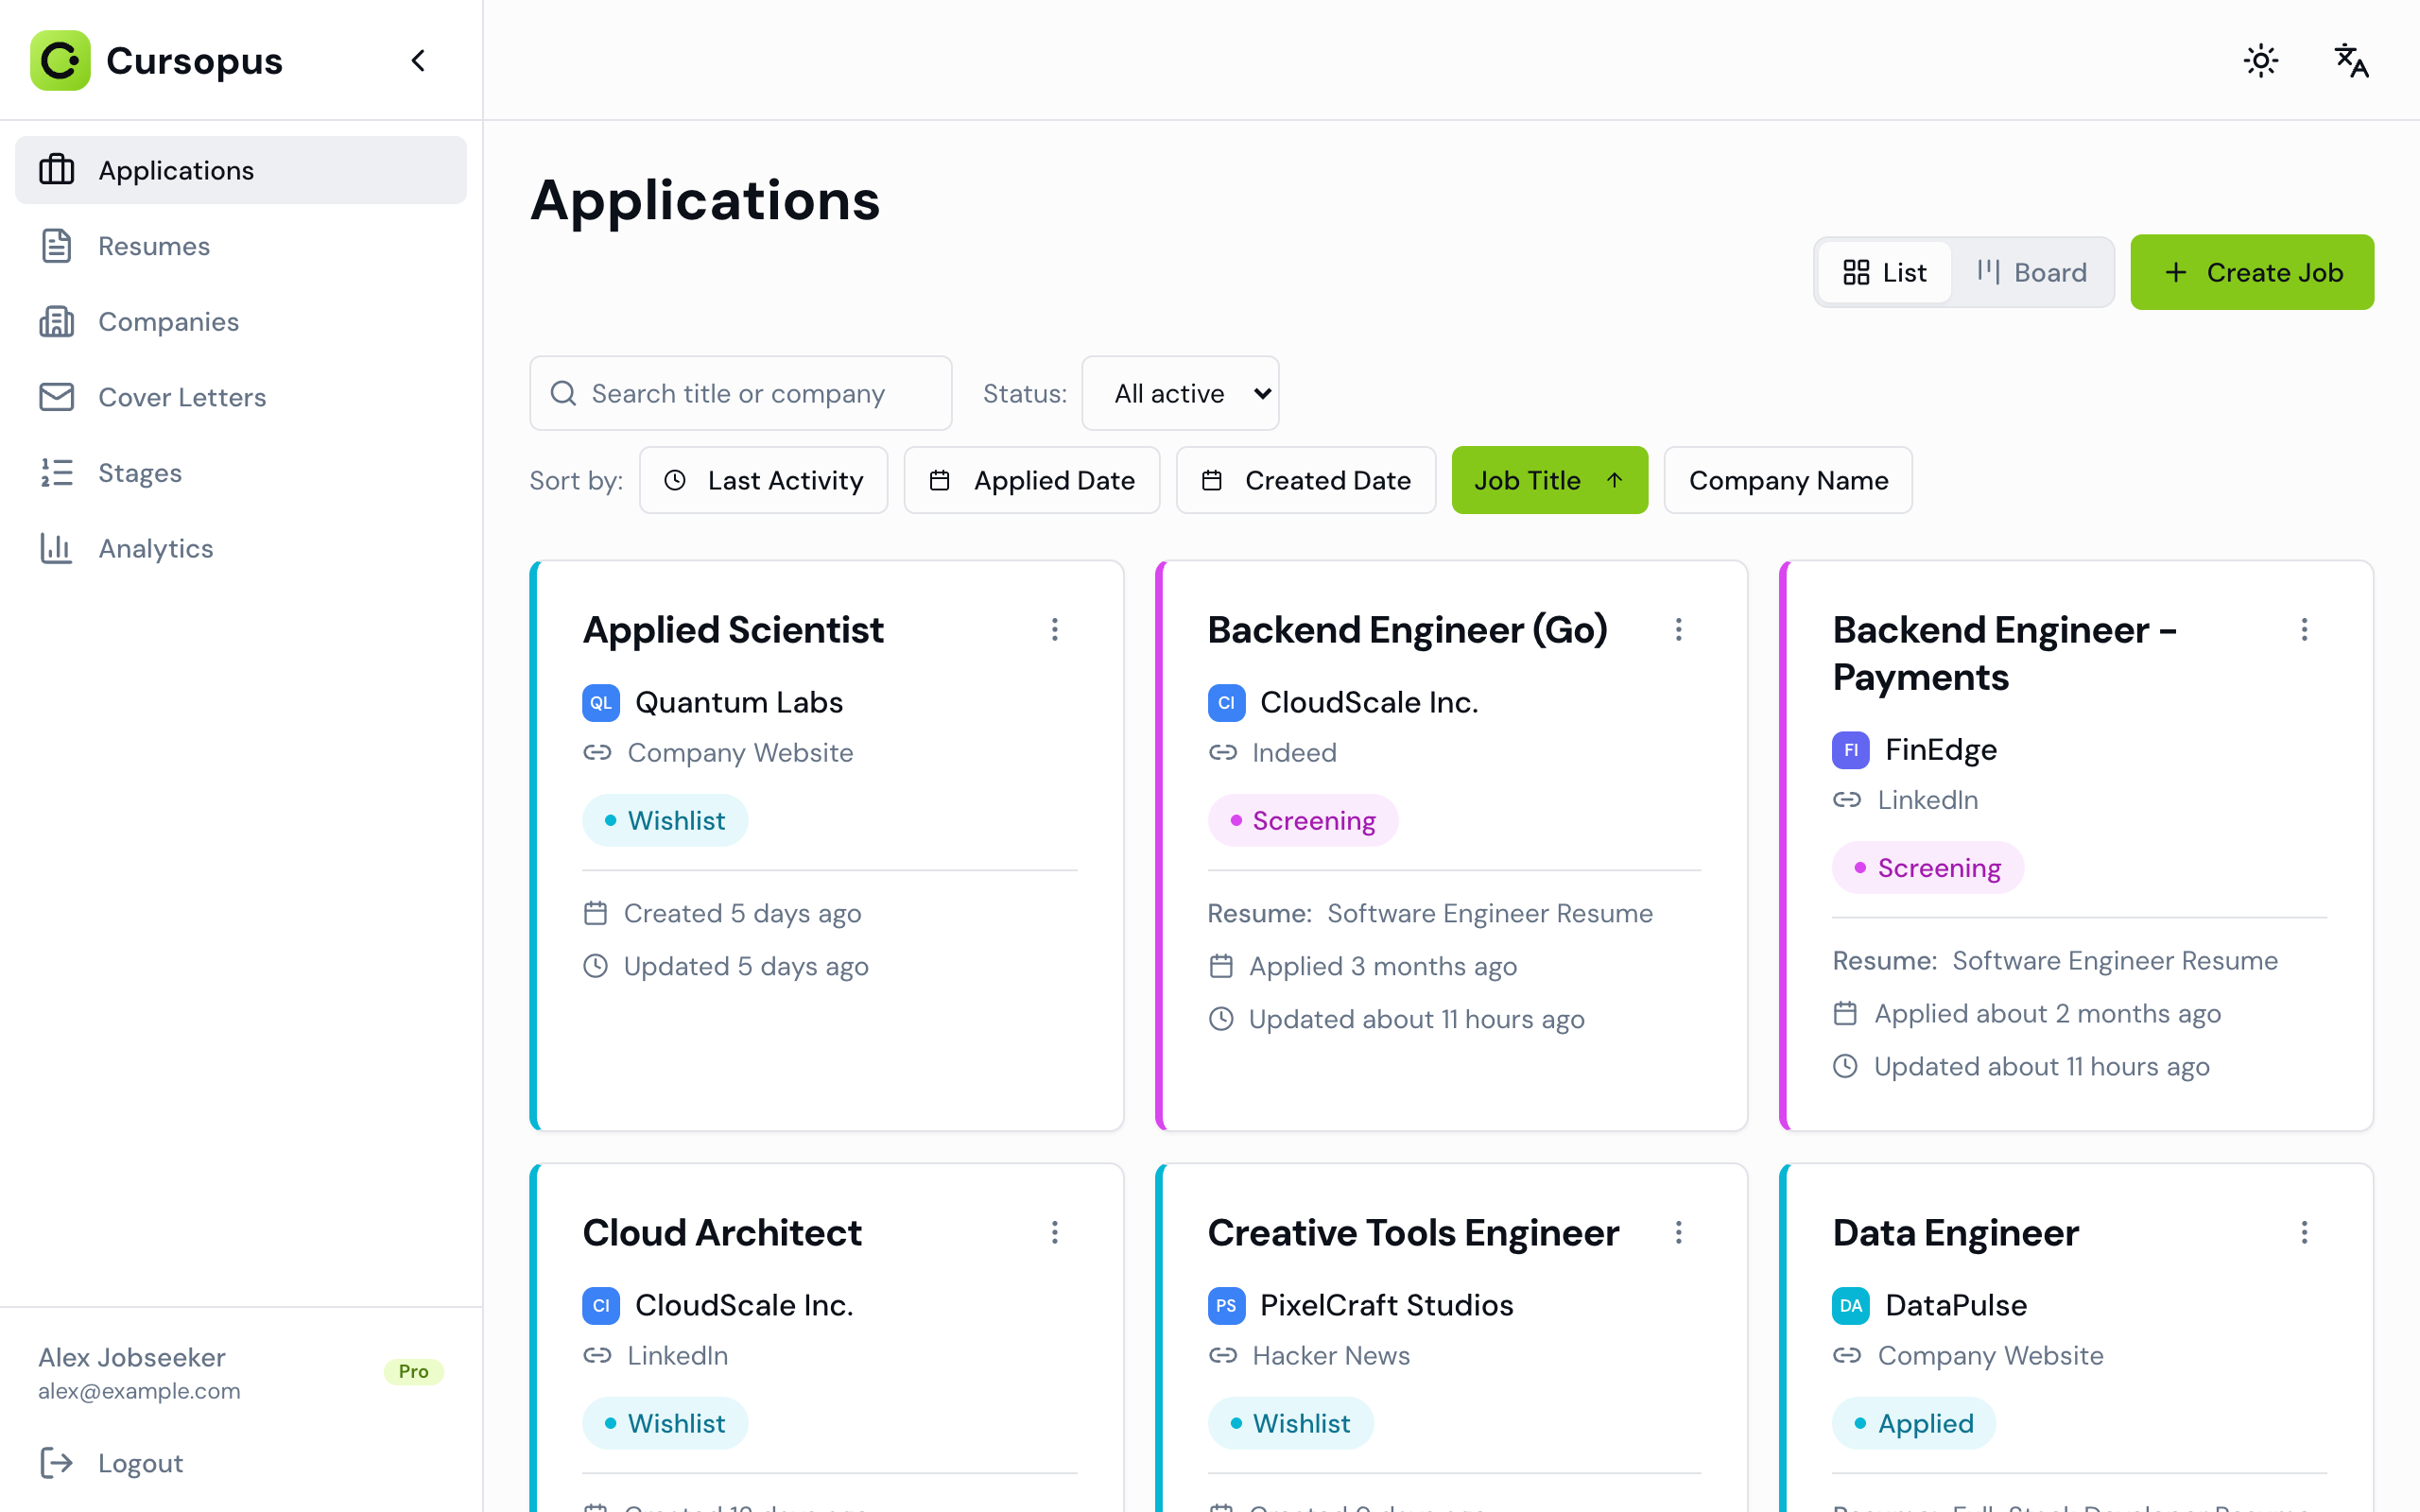 Cursopus
Applications
Resumes
Companies
Cover Letters
Stages
Analytics
Alex Jobseeker
alex@example.com
Pro
Logout
Applications
List
Board
Create Job
Search title or company
Status:
All active
Sort by:
Last Activity
Applied Date
Created Date
Job Title
Company Name
Applied Scientist
QL Quantum Labs
Company Website
Wishlist
Created 5 days ago
Updated 5 days ago
Backend Engineer (Go)
CI CloudScale Inc.
Indeed
Screening
Resume: Software Engineer Resume
Applied 3 months ago
Updated about 11 hours ago
Backend Engineer -
Payments
FI FinEdge
LinkedIn
Screening
Resume: Software Engineer Resume
Applied about 2 months ago
Updated about 11 hours ago
Cloud Architect
CI CloudScale Inc.
LinkedIn
Wishlist
Creative Tools Engineer
PS PixelCraft Studios
Hacker News
Wishlist
Data Engineer
DA DataPulse
Company Website
Applied